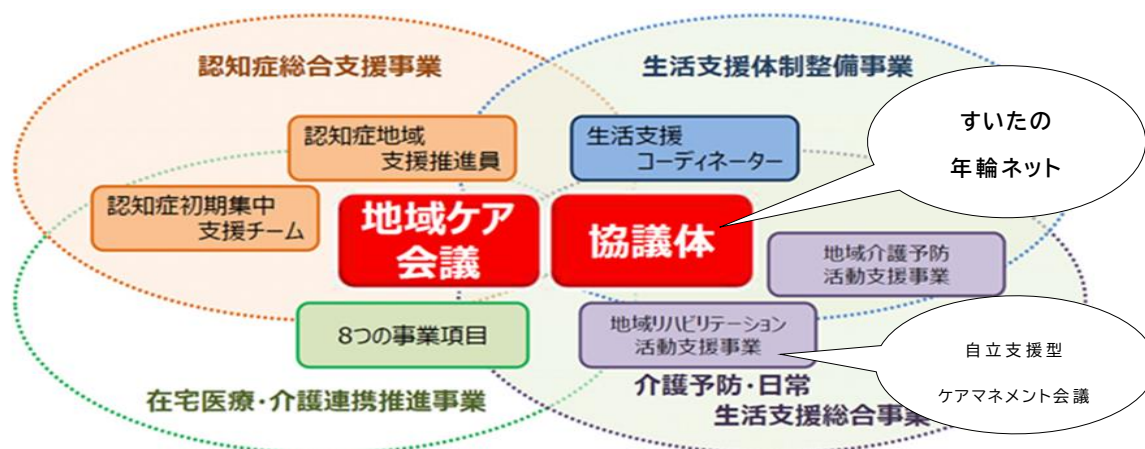 認知症総合支援事業
生活支援体制整備事業
すいたの
年輪ネット
認知症地域
支援推進員
生活支援
コーディネーター
認知症初期集中
支援チーム
地域ケア
会議
協議体
地域介護予防
活動支援事業
8つの事業項目
地域リハビリテーション
活動支援事業
自立支援型
ケアマネメント会議
在宅医療・介護連携推進事業
介護予防・日常
生活支援総合事業